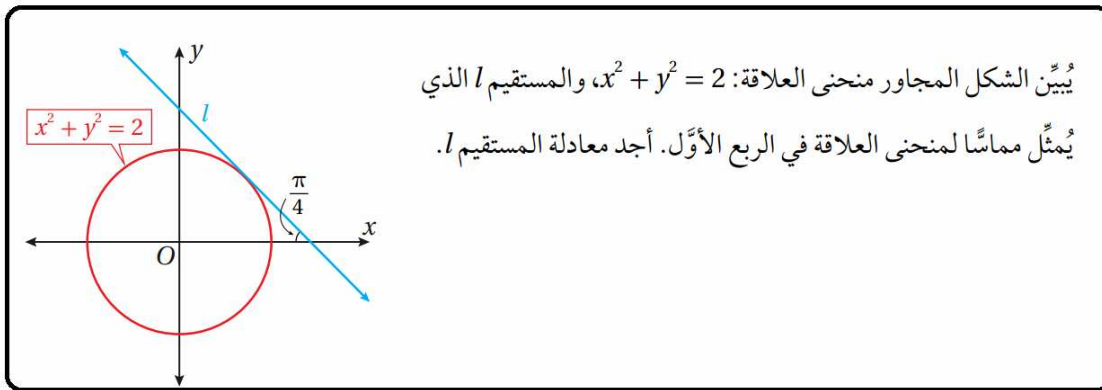 يُبيِّن الشكل المجاور منحنى العلاقة: x² + y² = 2، والمستقيم l الذي
يُمثِّل مماسًّا لمنحنى العلاقة في الربع الأوَّل. أجد معادلة المستقيم l.
y
l
x² + y² = 2
π/4
x
O